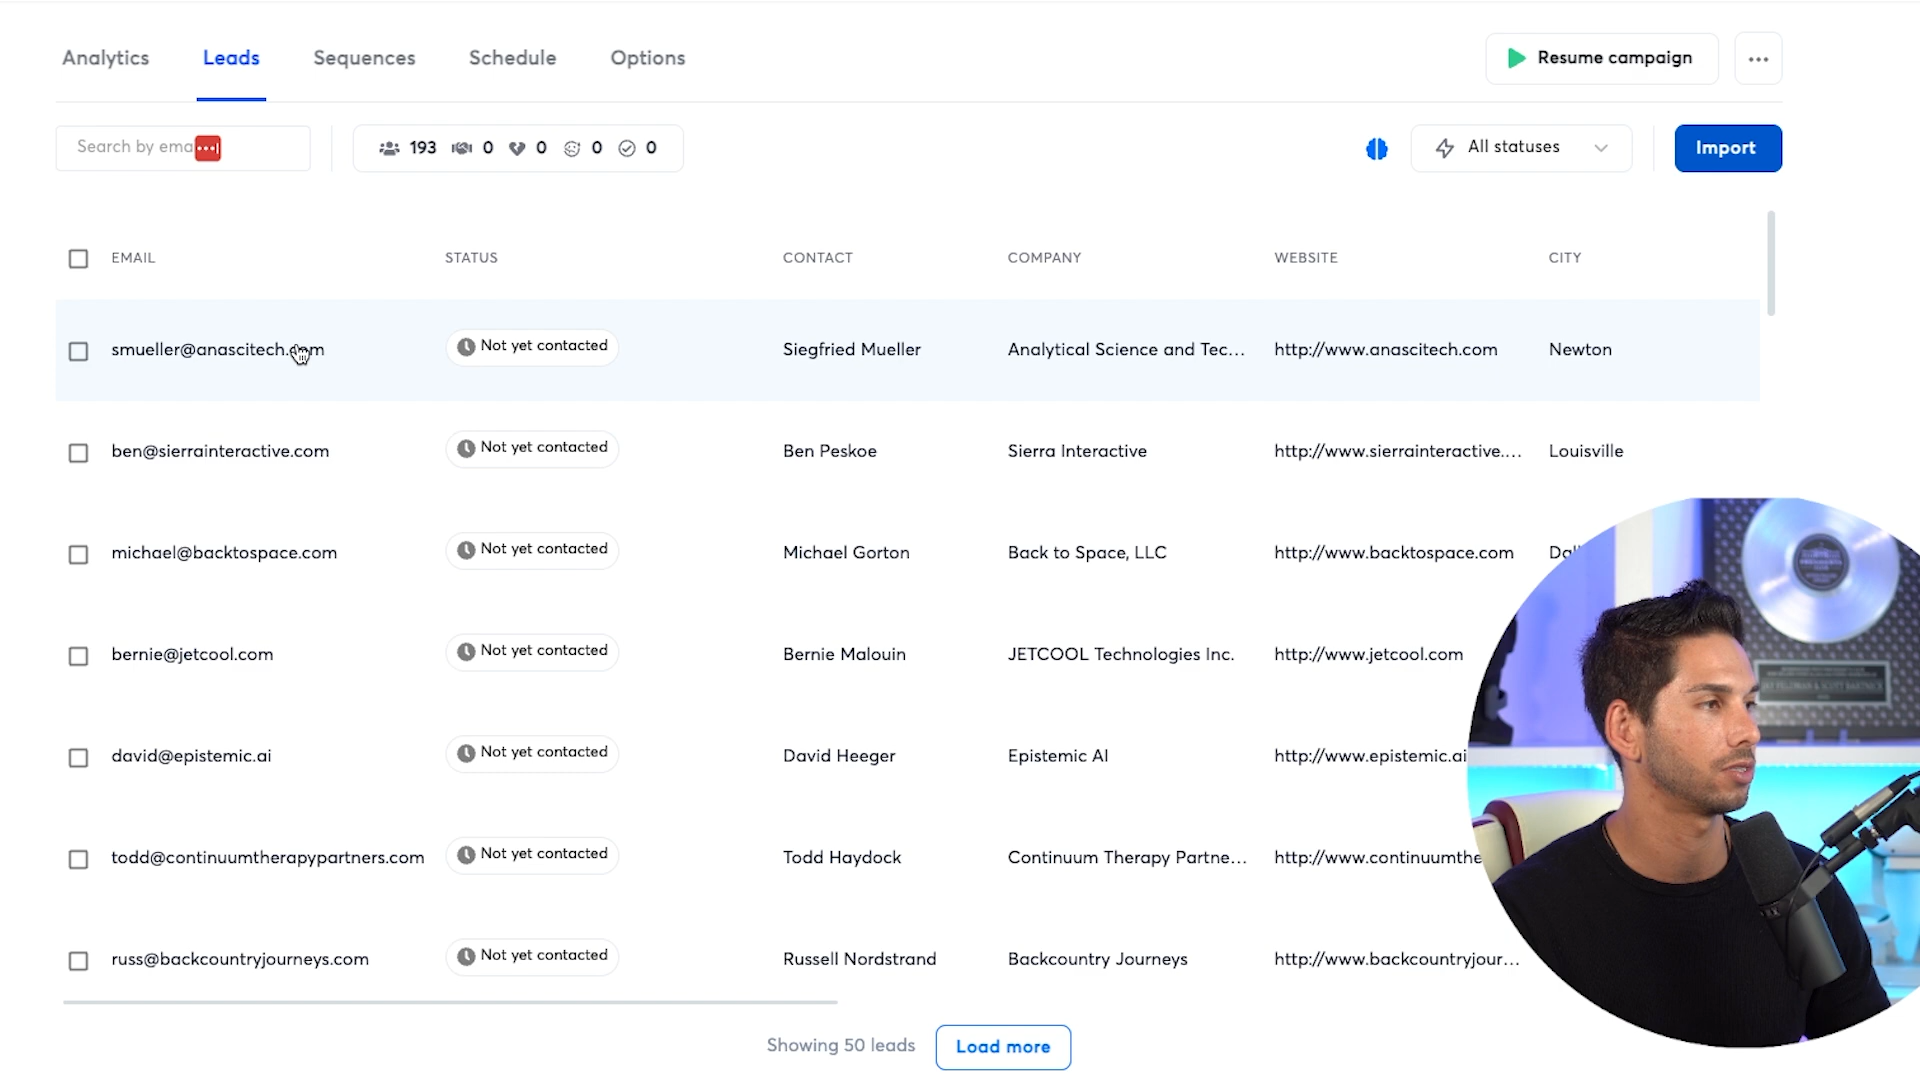 Analytics Leads Sequences Schedule Options Resume campaign
Search by ema 193 0 0 0 0 All statuses Import
EMAIL STATUS CONTACT COMPANY WEBSITE CITY
smueller@anascitech.com Not yet contacted Siegfried Mueller Analytical Science and Tec... http://www.anascitech.com Newton
ben@sierrainteractive.com Not yet contacted Ben Peskoe Sierra Interactive http://www.sierrainteractive.... Louisville
michael@backtospace.com Not yet contacted Michael Gorton Back to Space, LLC http://www.backtospace.com
bernie@jetcool.com Not yet contacted Bernie Malouin JETCOOL Technologies Inc. http://www.jetcool.com
david@epistemic.ai Not yet contacted David Heeger Epistemic AI http://www.epistemic.ai
todd@continuumtherapypartners.com Not yet contacted Todd Haydock Continuum Therapy Partne... http://www.continuumthe
russ@backcountryjourneys.com Not yet contacted Russell Nordstrand Backcountry Journeys http://www.backcountryjour...
Showing 50 leads Load more